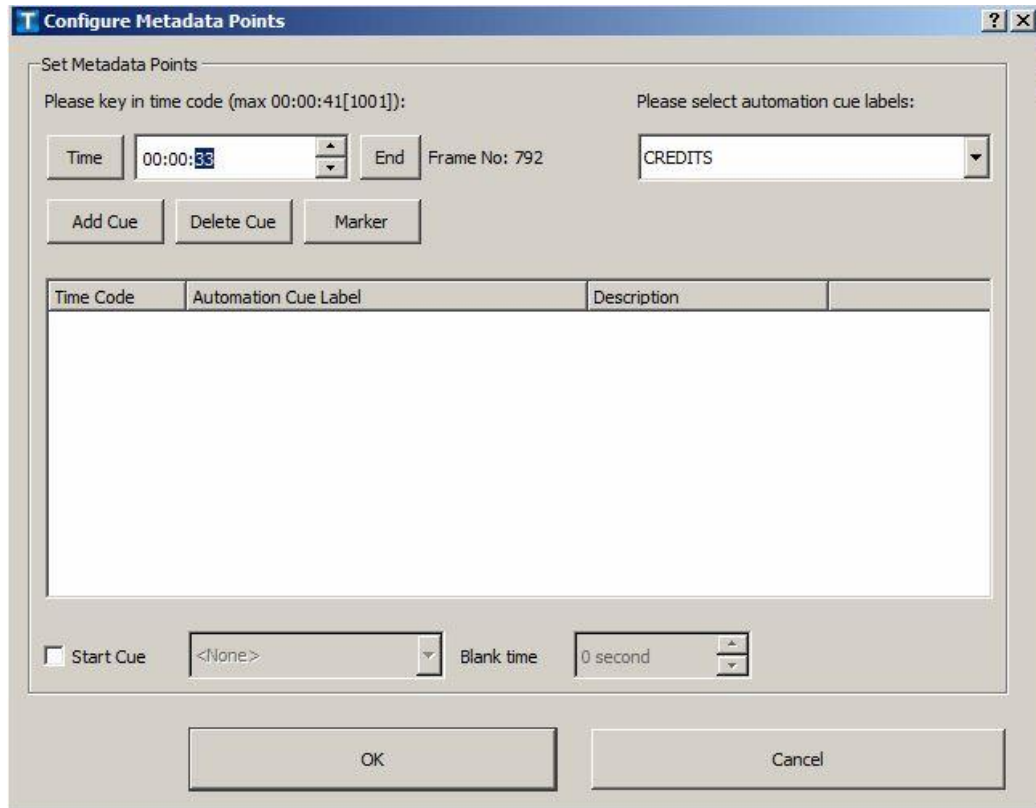 T Configure Metadata Points ? X
Set Metadata Points
Please key in time code (max 00:00:41[1001]): Please select automation cue labels:
Time 00:00:33 End Frame No: 792 CREDITS
Add Cue Delete Cue Marker
Time Code Automation Cue Label Description
Start Cue <None> Blank time 0 second
OK Cancel